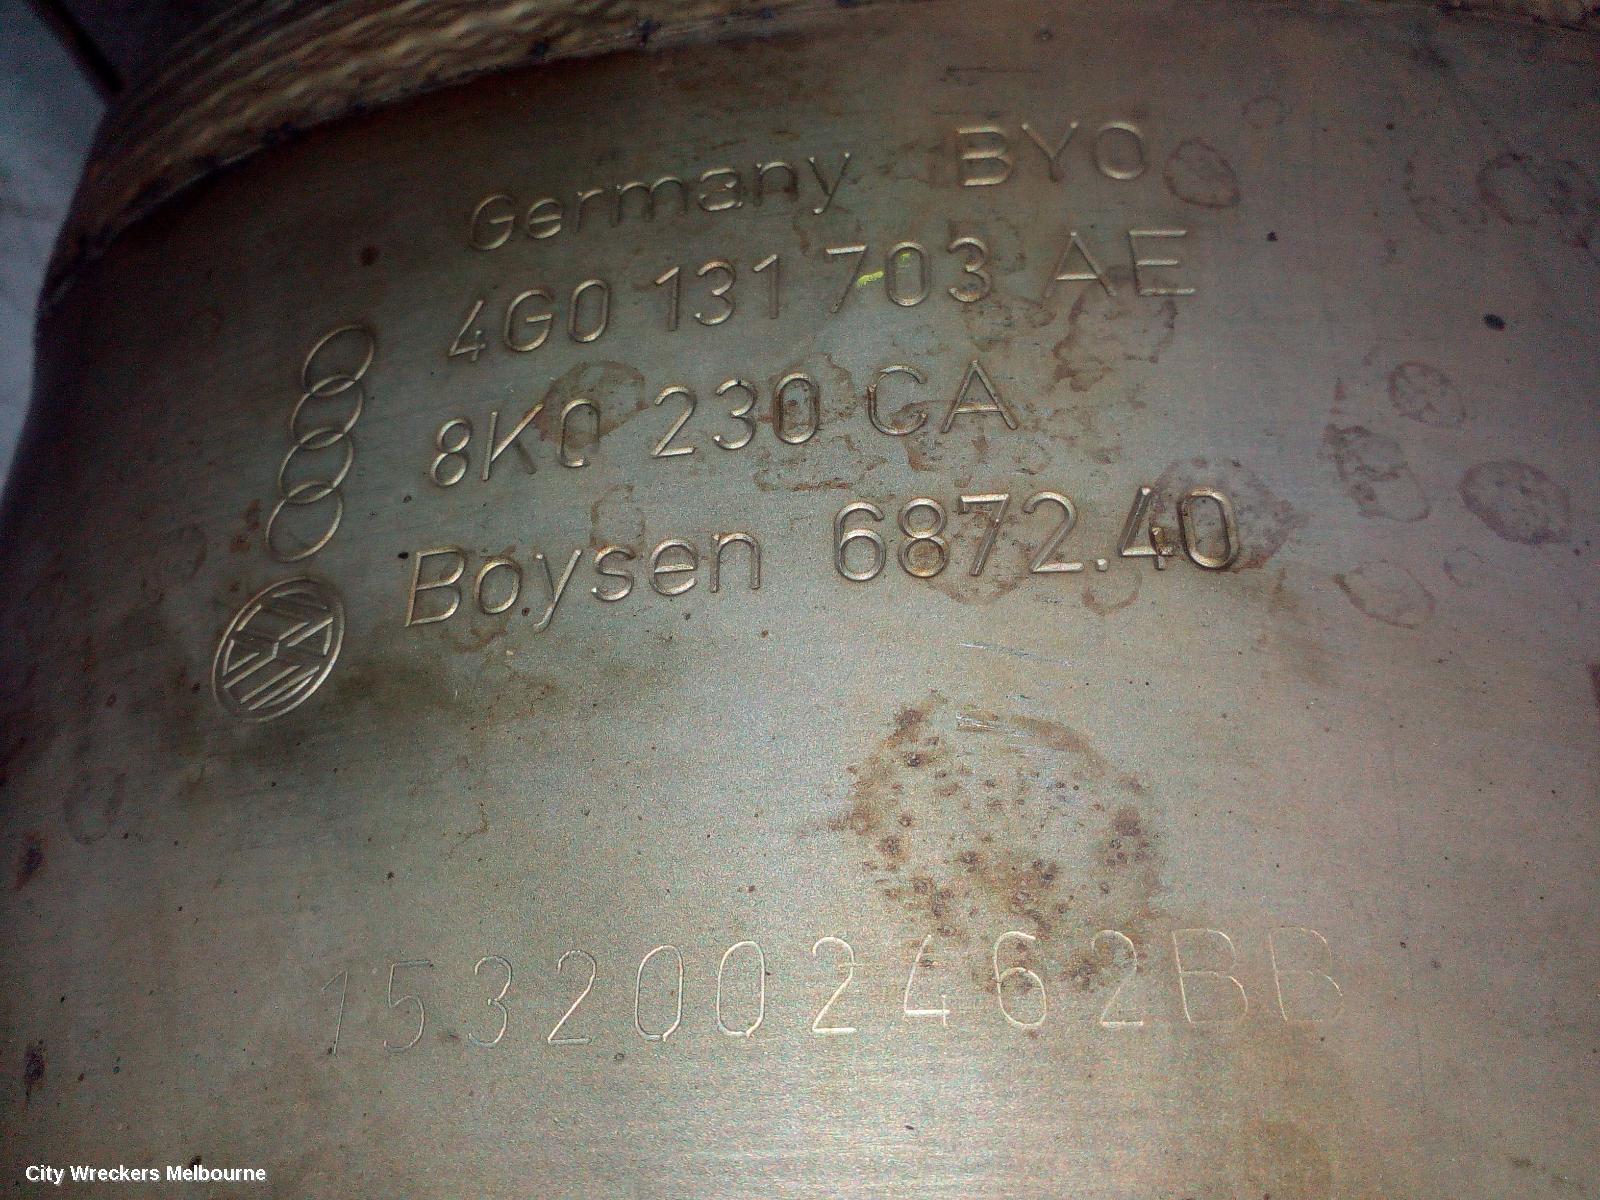 Germany BYO
4G0 131 703 AE
8K0 230 CA
Boysen 6872.40
1532002462BB
City Wreckers Melbourne